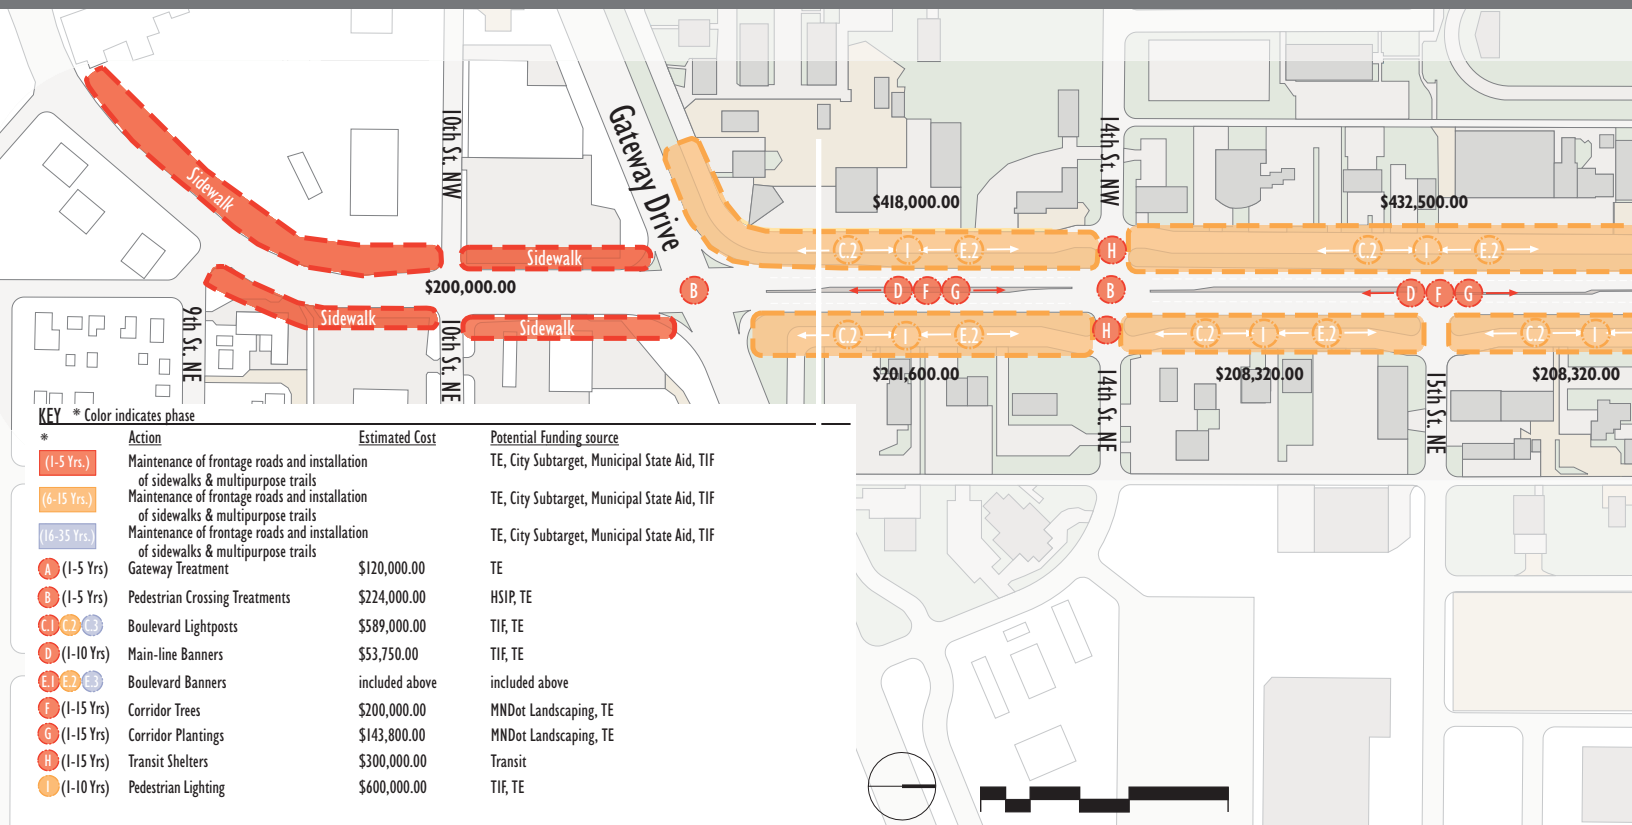 10th St. NW
Gateway Drive
14th St. NW
$418,000.00
$432,500.00
Sidewalk
Sidewalk
C.2 I E.2
H
C.2 I E.2
$200,000.00
B
D F G
B
D F G
Sidewalk
Sidewalk
C.2 I E.2
H
C.2 I E.2
C.2 I
9th St. NE
10th St. NE
$201,600.00
14th St. NE
$208,320.00
15th St. NE
$208,320.00
KEY * Color indicates phase
* Action Estimated Cost Potential Funding source
(1-5 Yrs.) Maintenance of frontage roads and installation TE, City Subtarget, Municipal State Aid, TIF
of sidewalks & multipurpose trails
(6-15 Yrs.) Maintenance of frontage roads and installation TE, City Subtarget, Municipal State Aid, TIF
of sidewalks & multipurpose trails
(16-35 Yrs.) Maintenance of frontage roads and installation TE, City Subtarget, Municipal State Aid, TIF
of sidewalks & multipurpose trails
A (1-5 Yrs) Gateway Treatment $120,000.00 TE
B (1-5 Yrs) Pedestrian Crossing Treatments $224,000.00 HSIP, TE
C.1 C.2 C.3 Boulevard Lightposts $589,000.00 TIF, TE
D (1-10 Yrs) Main-line Banners $53,750.00 TIF, TE
E.1 E.2 E.3 Boulevard Banners included above included above
F (1-15 Yrs) Corridor Trees $200,000.00 MNDot Landscaping, TE
G (1-15 Yrs) Corridor Plantings $143,800.00 MNDot Landscaping, TE
H (1-15 Yrs) Transit Shelters $300,000.00 Transit
I (1-10 Yrs) Pedestrian Lighting $600,000.00 TIF, TE